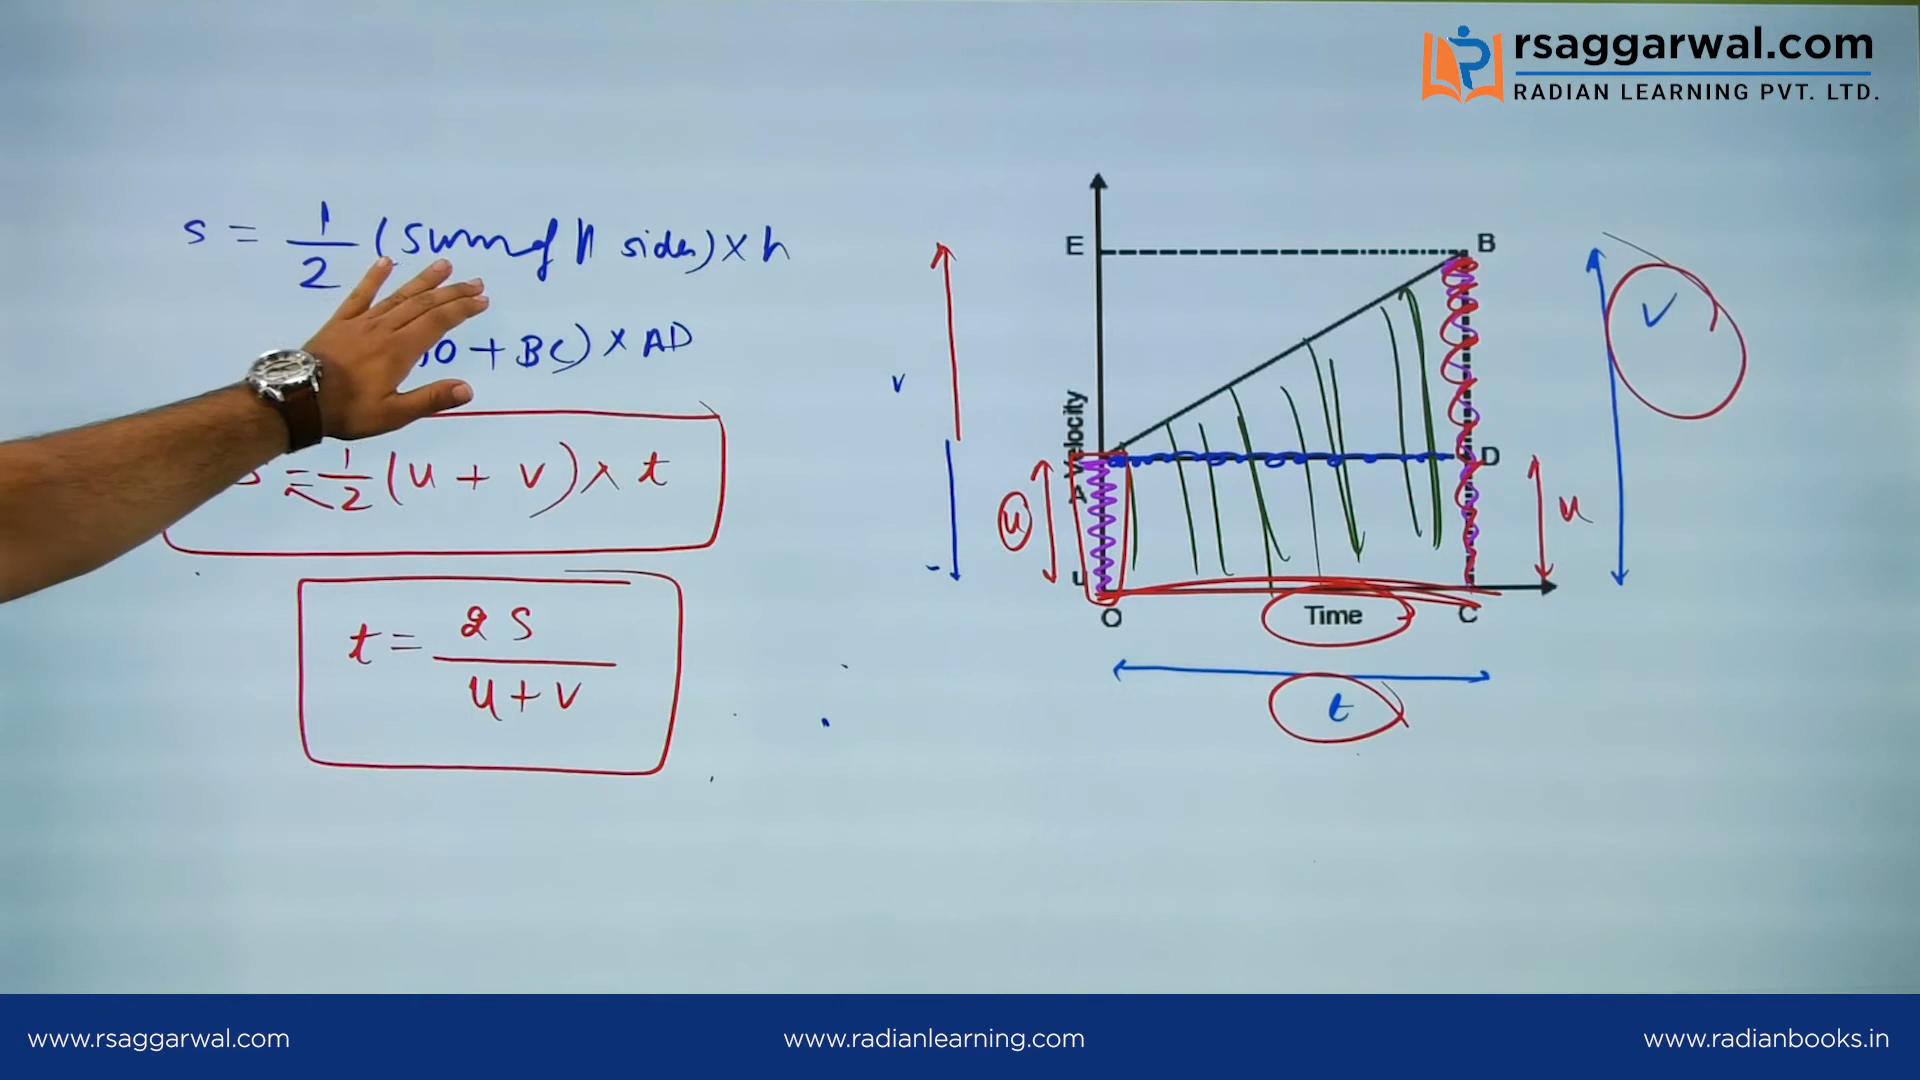 rsaggarwal.com
RADIAN LEARNING PVT. LTD.
s = 1/2 (sum of || sides) × h
O + BC) × AD
= 1/2 (u + v) × t
t = 2S / u + v
E
B
v
V
Velocity
A
D
u
u
O
Time
C
t
www.rsaggarwal.com
www.radianlearning.com
www.radianbooks.in